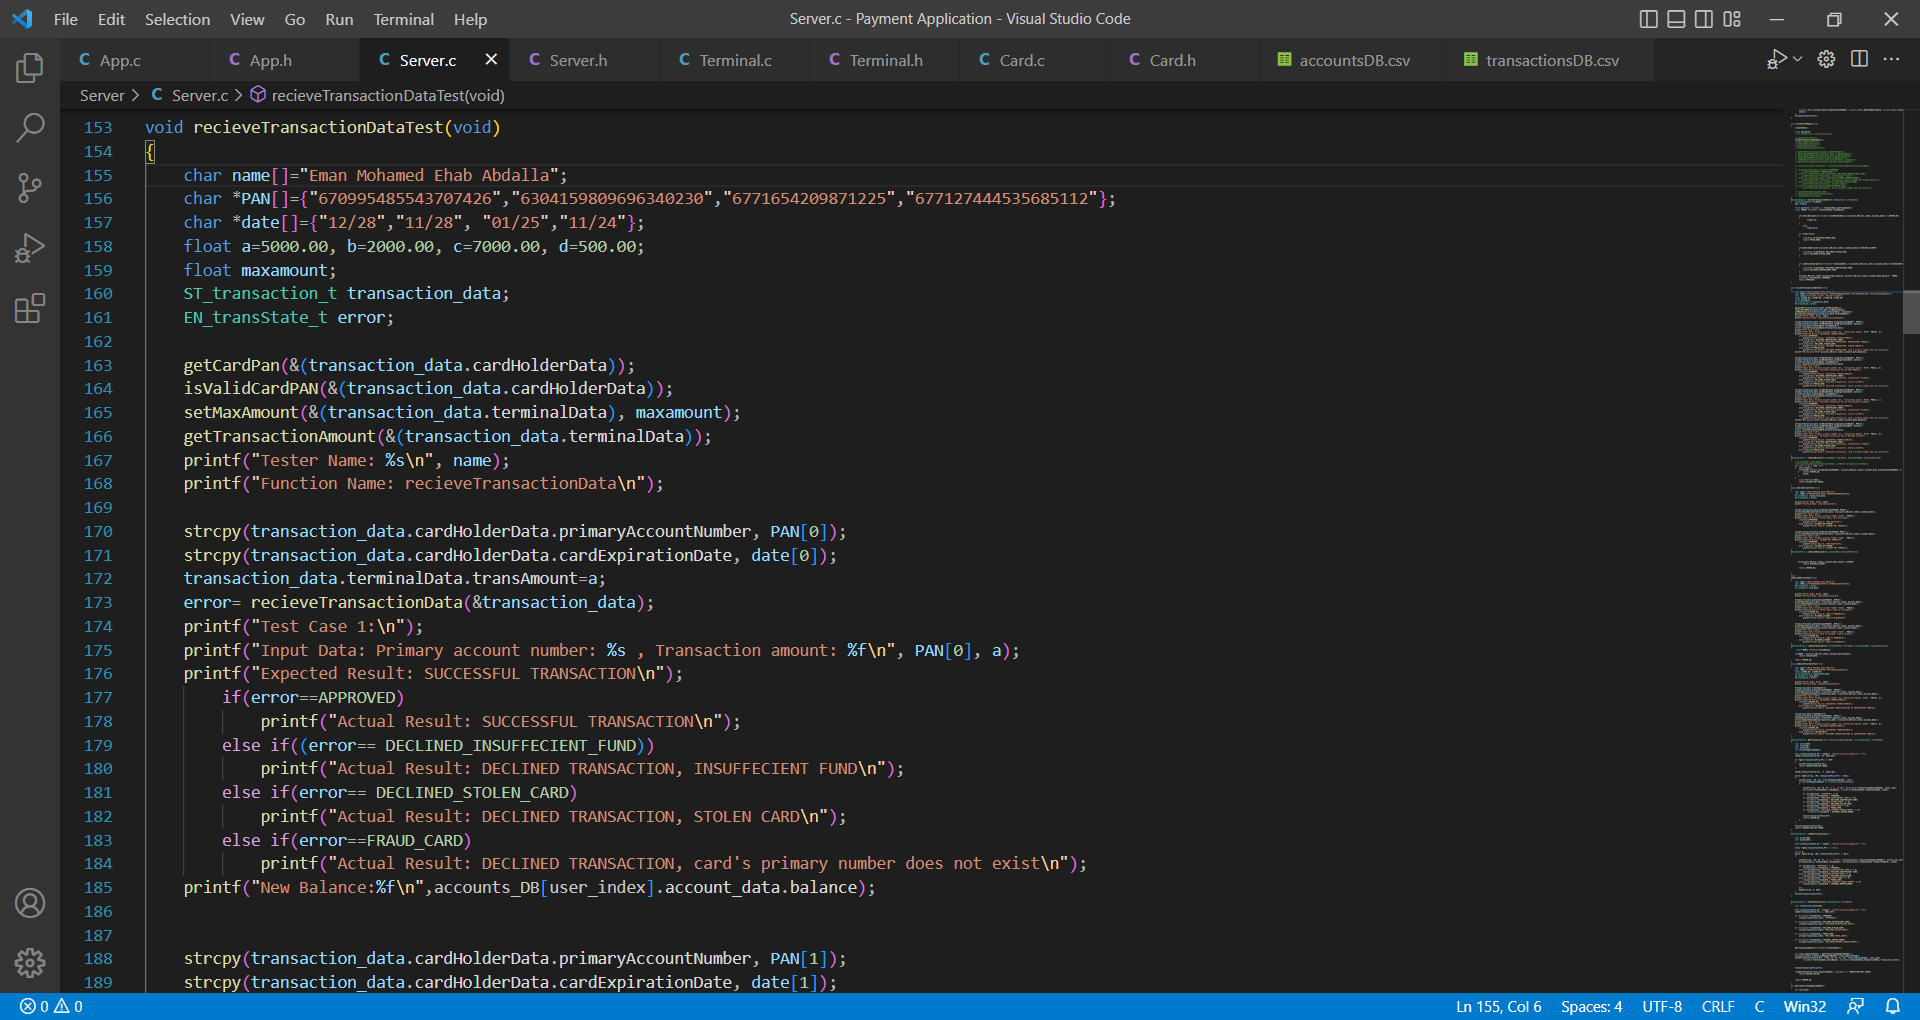 File Edit Selection View Go Run Terminal Help
Server.c - Payment Application - Visual Studio Code
C App.c
C App.h
C Server.c
C Server.h
C Terminal.c
C Terminal.h
C Card.c
C Card.h
accountsDB.csv
transactionsDB.csv
Server > C Server.c > recieveTransactionDataTest(void)
153 void recieveTransactionDataTest(void)
154 {
155 char name[]="Eman Mohamed Ehab Abdalla";
156 char *PAN[]={"670995485543707426","6304159809696340230","6771654209871225","677127444535685112"};
157 char *date[]={"12/28","11/28", "01/25","11/24"};
158 float a=5000.00, b=2000.00, c=7000.00, d=500.00;
159 float maxamount;
160 ST_transaction_t transaction_data;
161 EN_transState_t error;
162
163 getCardPan(&(transaction_data.cardHolderData));
164 isValidCardPAN(&(transaction_data.cardHolderData));
165 setMaxAmount(&(transaction_data.terminalData), maxamount);
166 getTransactionAmount(&(transaction_data.terminalData));
167 printf("Tester Name: %s\n", name);
168 printf("Function Name: recieveTransactionData\n");
169
170 strcpy(transaction_data.cardHolderData.primaryAccountNumber, PAN[0]);
171 strcpy(transaction_data.cardHolderData.cardExpirationDate, date[0]);
172 transaction_data.terminalData.transAmount=a;
173 error= recieveTransactionData(&transaction_data);
174 printf("Test Case 1:\n");
175 printf("Input Data: Primary account number: %s , Transaction amount: %f\n", PAN[0], a);
176 printf("Expected Result: SUCCESSFUL TRANSACTION\n");
177 if(error==APPROVED)
178 printf("Actual Result: SUCCESSFUL TRANSACTION\n");
179 else if((error== DECLINED_INSUFFECIENT_FUND))
180 printf("Actual Result: DECLINED TRANSACTION, INSUFFECIENT FUND\n");
181 else if(error== DECLINED_STOLEN_CARD)
182 printf("Actual Result: DECLINED TRANSACTION, STOLEN CARD\n");
183 else if(error==FRAUD_CARD)
184 printf("Actual Result: DECLINED TRANSACTION, card's primary number does not exist\n");
185 printf("New Balance:%f\n",accounts_DB[user_index].account_data.balance);
186
187
188 strcpy(transaction_data.cardHolderData.primaryAccountNumber, PAN[1]);
189 strcpy(transaction_data.cardHolderData.cardExpirationDate, date[1]);
0 0
Ln 155, Col 6 Spaces: 4 UTF-8 CRLF C Win32